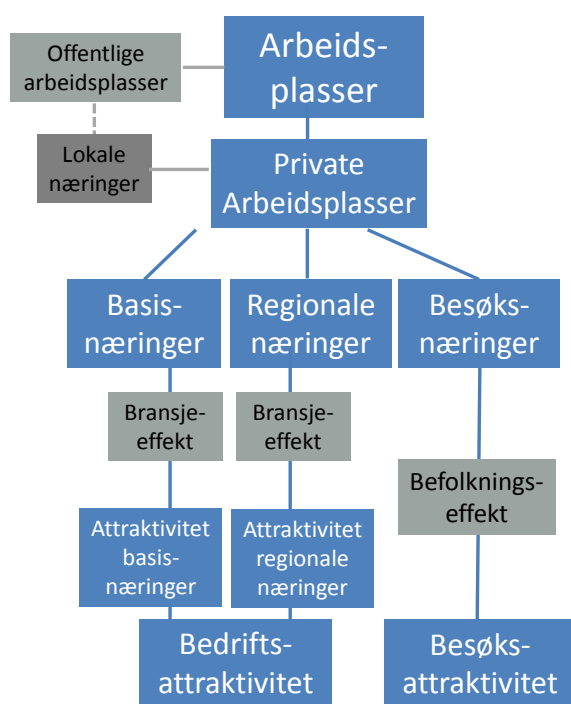 Offentlige
arbeidsplasser
Arbeids-
plasser
Lokale
næringer
Private
Arbeidsplasser
Basis-
næringer
Regionale
næringer
Besøks-
næringer
Bransje-
effekt
Bransje-
effekt
Befolknings-
effekt
Attraktivitet
basis-
næringer
Attraktivitet
regionale
næringer
Bedrifts-
attraktivitet
Besøks-
attraktivitet